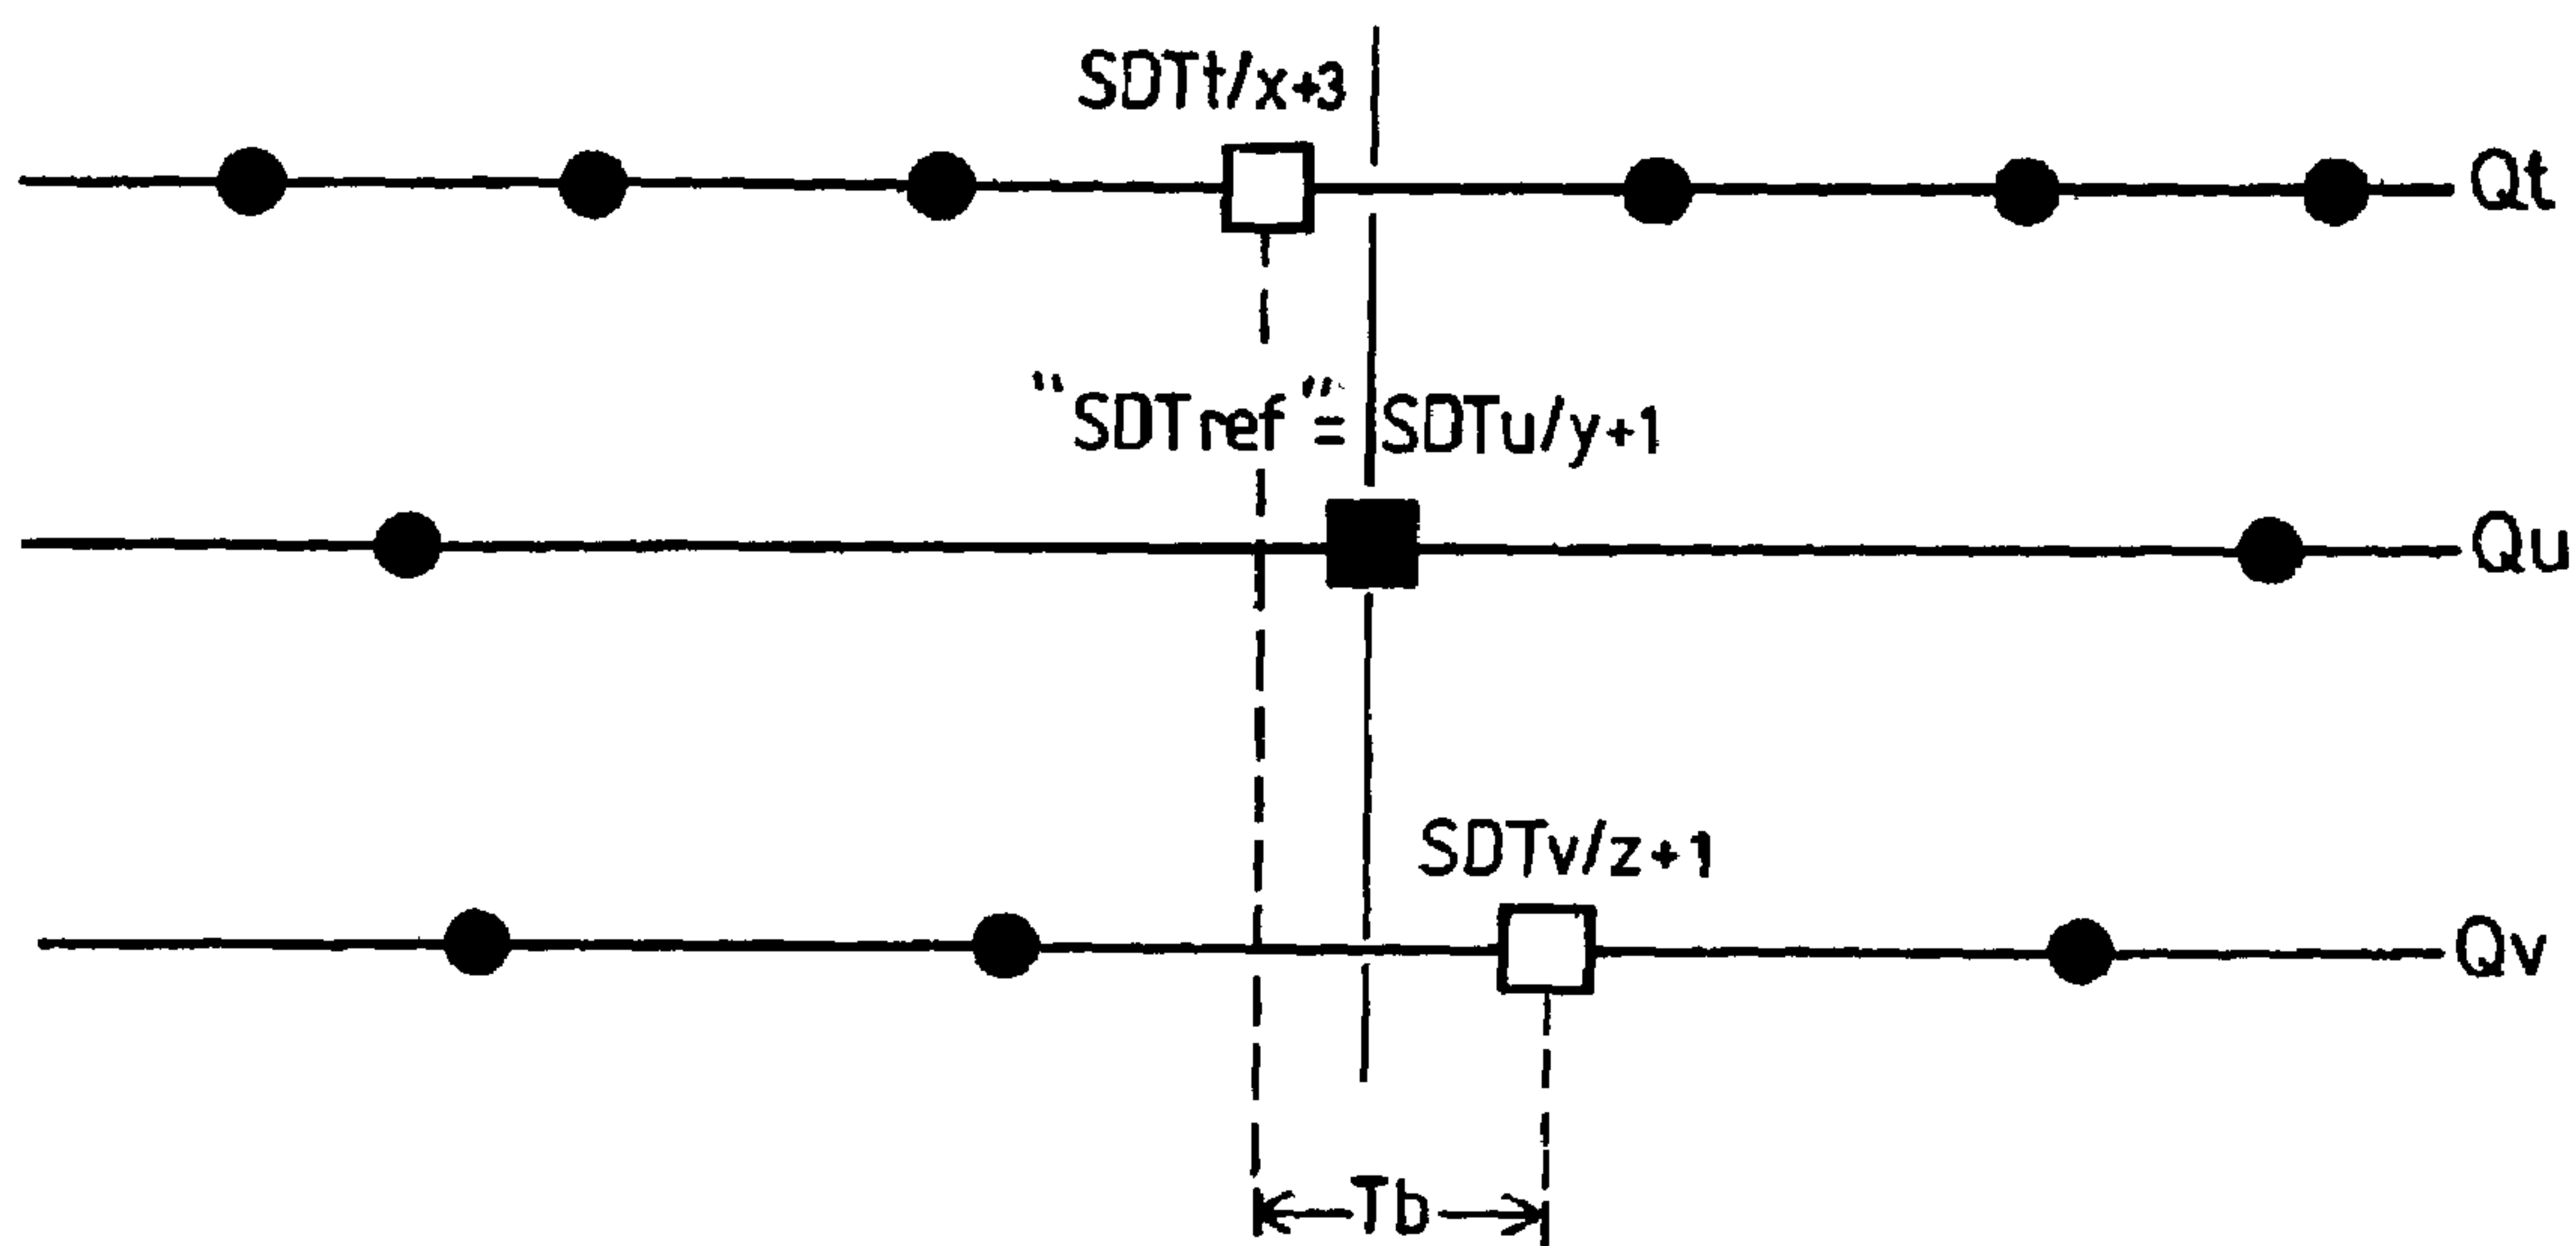 SDTt/x+3
Qt
"SDTref"= SDTu/y+1
Qu
SDTv/z+1
Qv
Tb